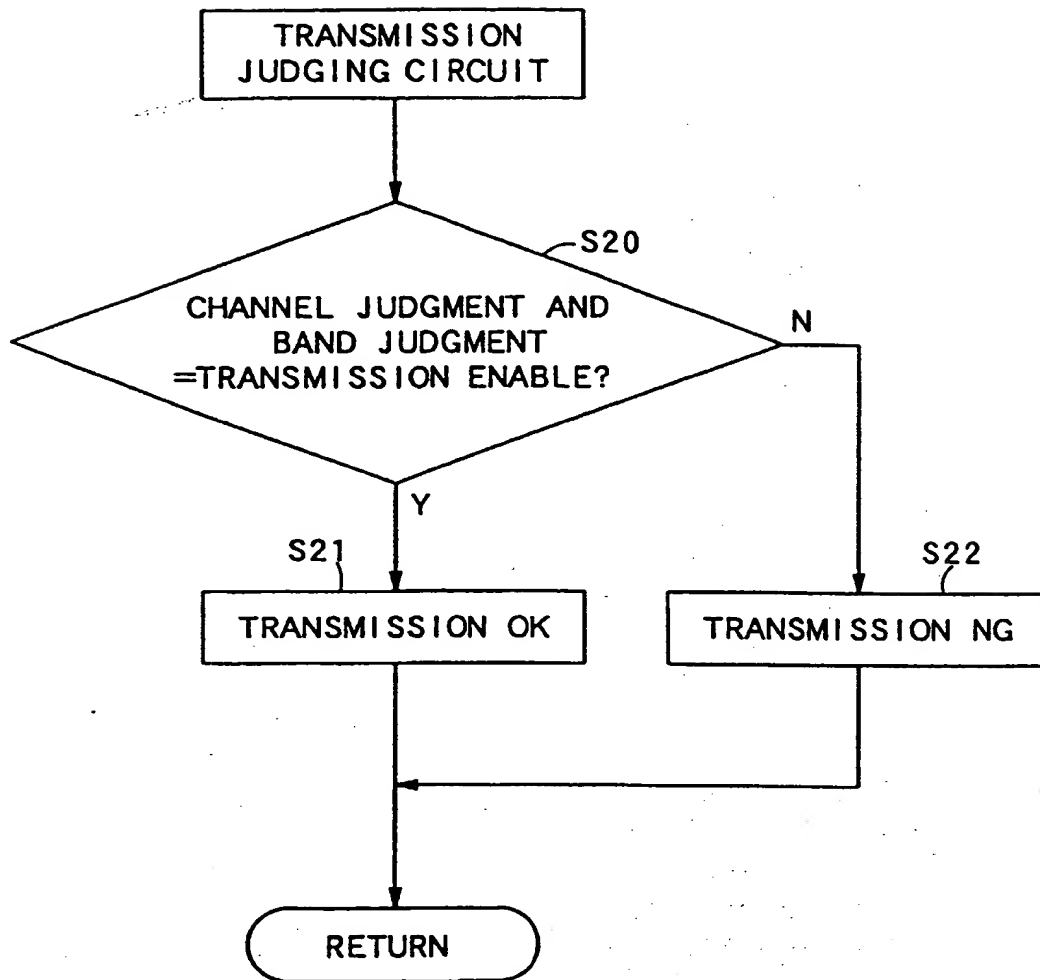 TRANSMISSION
JUDGING CIRCUIT
S20
CHANNEL JUDGMENT AND
BAND JUDGMENT
=TRANSMISSION ENABLE?
N
Y
S21
S22
TRANSMISSION OK
TRANSMISSION NG
RETURN